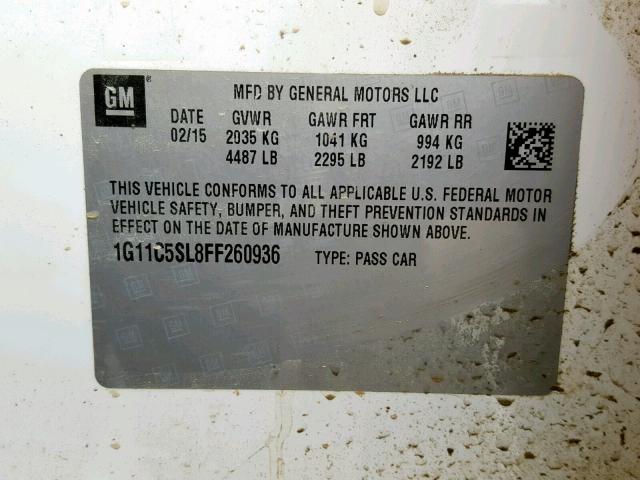 GM
®
MFD BY GENERAL MOTORS LLC
DATE GVWR GAWR FRT GAWR RR
02/15 2035 KG 1041 KG 994 KG
4487 LB 2295 LB 2192 LB
THIS VEHICLE CONFORMS TO ALL APPLICABLE U.S. FEDERAL MOTOR
VEHICLE SAFETY, BUMPER, AND THEFT PREVENTION STANDARDS IN
EFFECT ON THE DATE OF MANUFACTURE SHOWN ABOVE.
1G11C5SL8FF260936 TYPE: PASS CAR